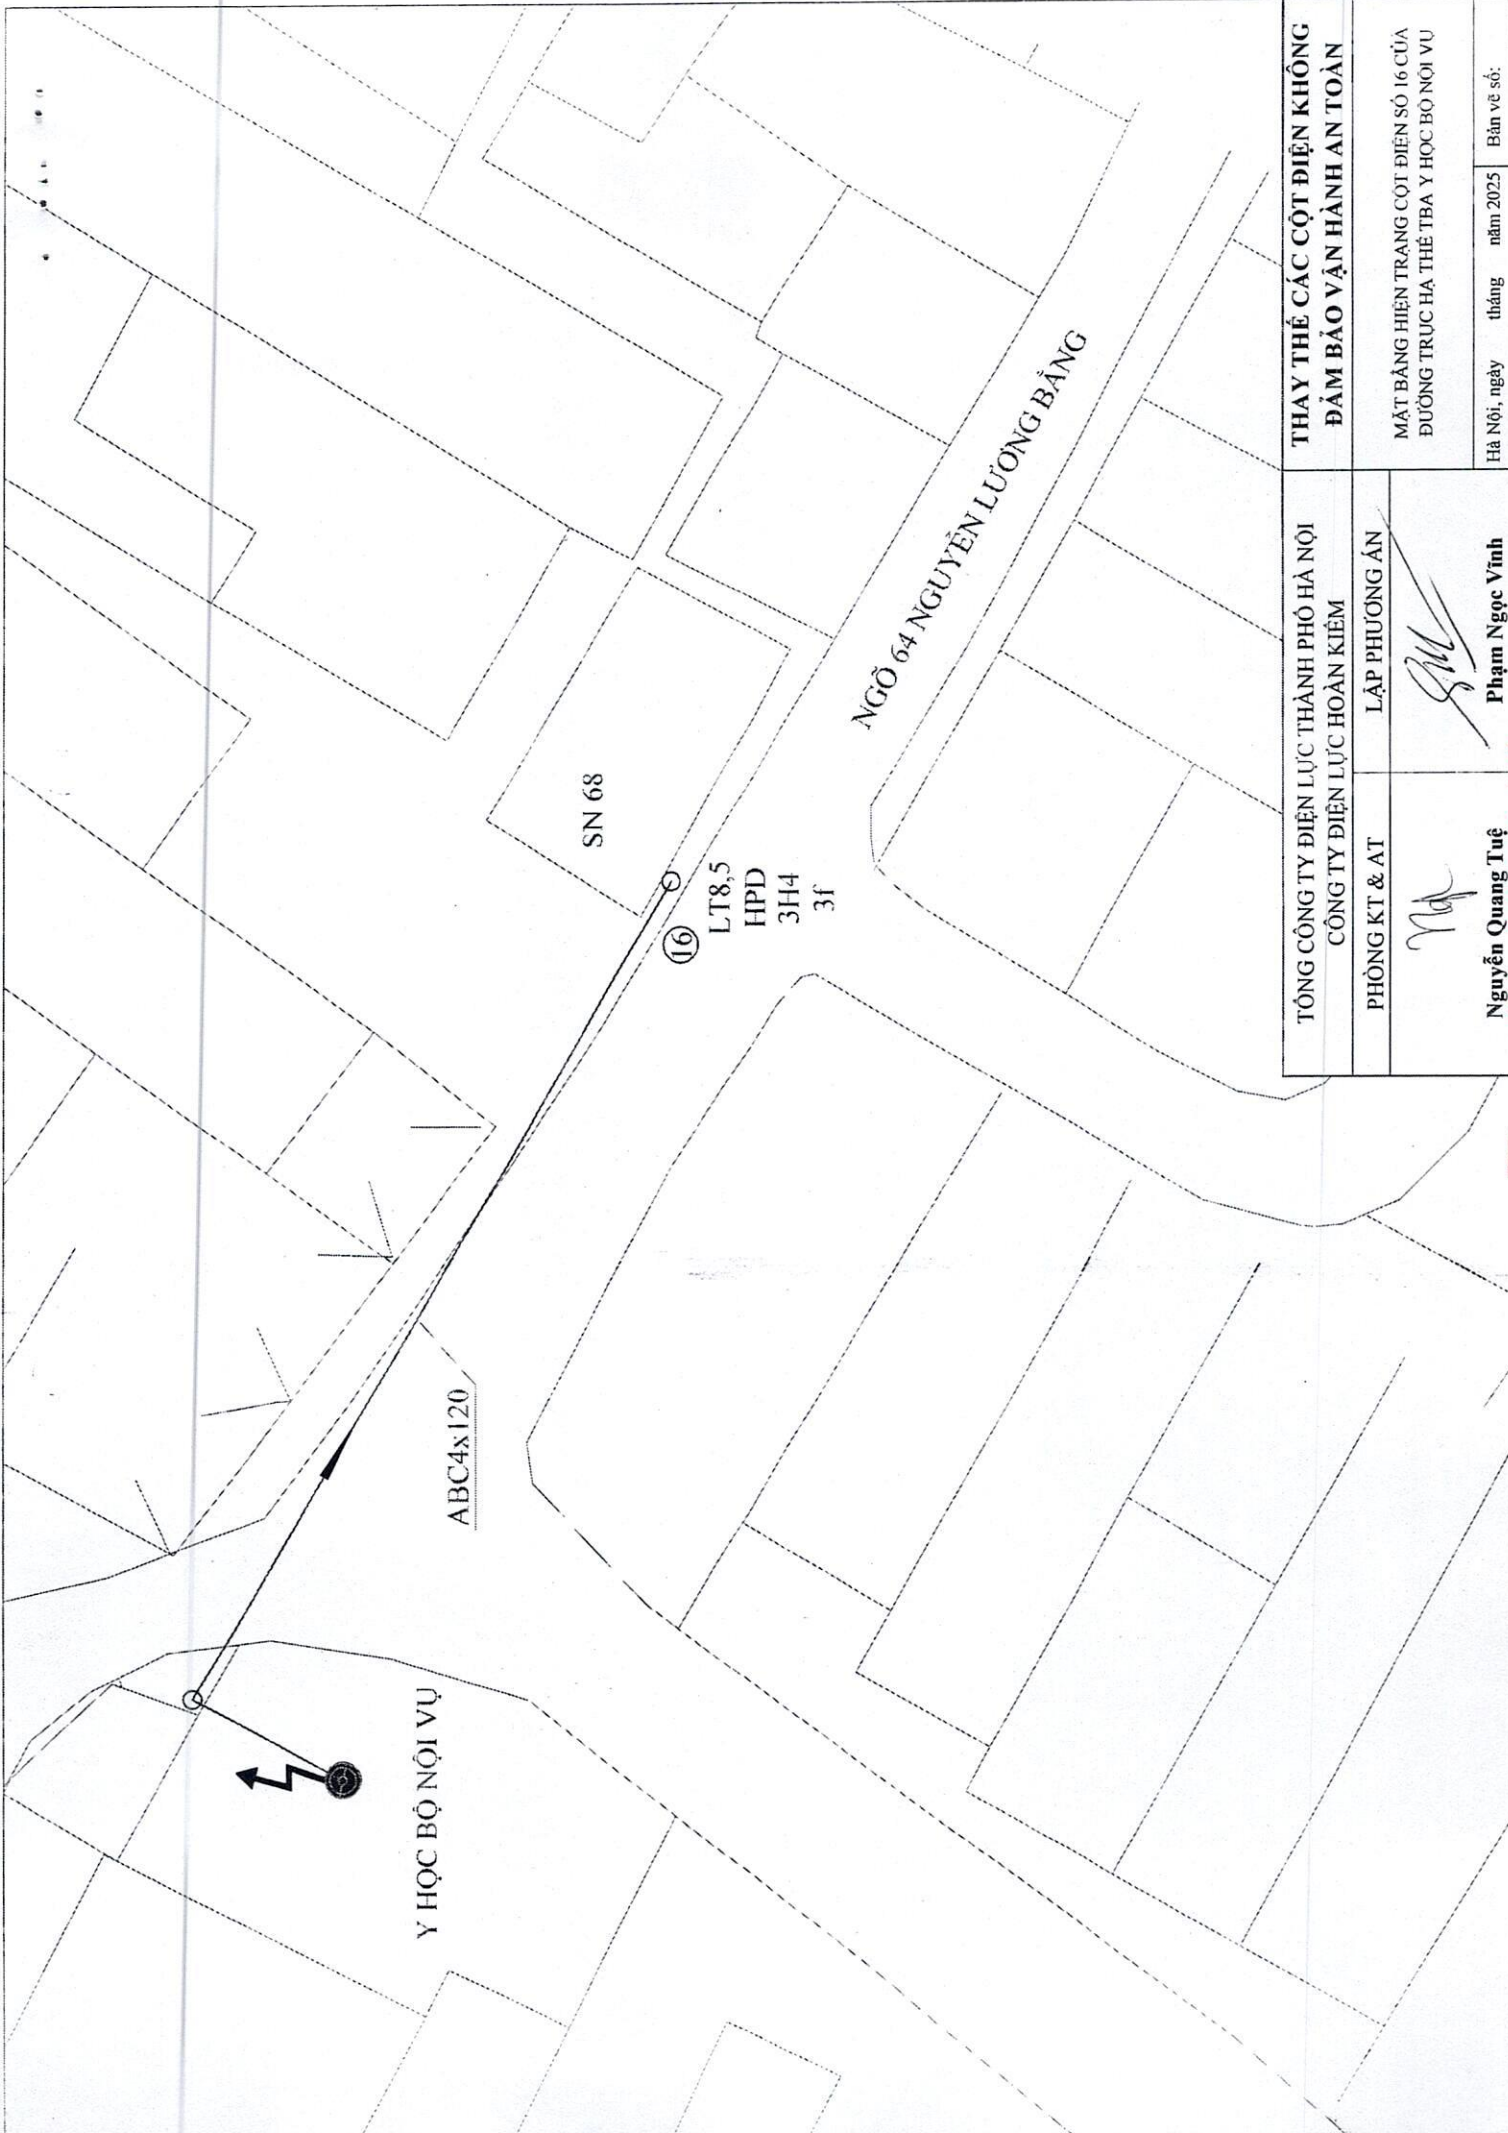 Y HỌC BỘ NỘI VỤ
ABC4x120
SN 68
16
LT8,5
HPD
3H4
3f
NGÕ 64 NGUYỄN LƯƠNG BẰNG
TỔNG CÔNG TY ĐIỆN LỰC THÀNH PHỐ HÀ NỘI
CÔNG TY ĐIỆN LỰC HOÀN KIẾM
PHÒNG KT & AT
LẬP PHƯƠNG ÁN
Nguyễn Quang Tuệ
Phạm Ngọc Vĩnh
THAY THẾ CÁC CỘT ĐIỆN KHÔNG
ĐẢM BẢO VẬN HÀNH AN TOÀN
MẶT BẰNG HIỆN TRẠNG CỘT ĐIỆN SỐ 16 CỦA
ĐƯỜNG TRỤC HẠ THẾ TBA Y HỌC BỘ NỘI VỤ
Hà Nội, ngày tháng năm 2025
Bản vẽ số: